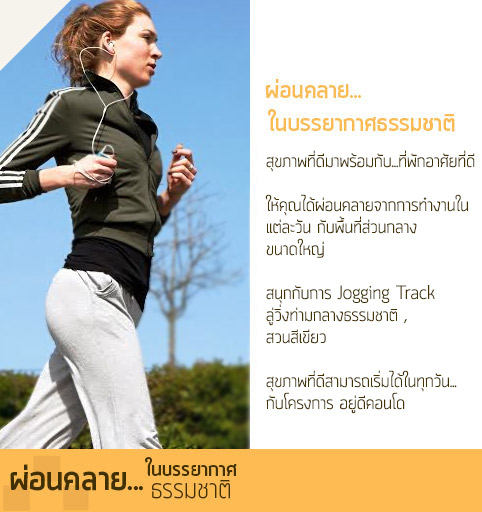 ผ่อนคลาย...
ในบรรยากาศธรรมชาติ
สุขภาพที่ดีมาพร้อมกับ...ที่พักอาศัยที่ดี
ให้คุณได้ผ่อนคลายจากการทำงานใน
แต่ละวัน กับพื้นที่ส่วนกลาง
ขนาดใหญ่
สนุกกับการ Jogging Track
ลู่วิ่งท่ามกลางธรรมชาติ ,
สวนสีเขียว
สุขภาพที่ดีสามารถเริ่มได้ในทุกวัน...
กับโครงการ อยู่ดีคอนโด
ผ่อนคลาย... ในบรรยากาศ
ธรรมชาติ